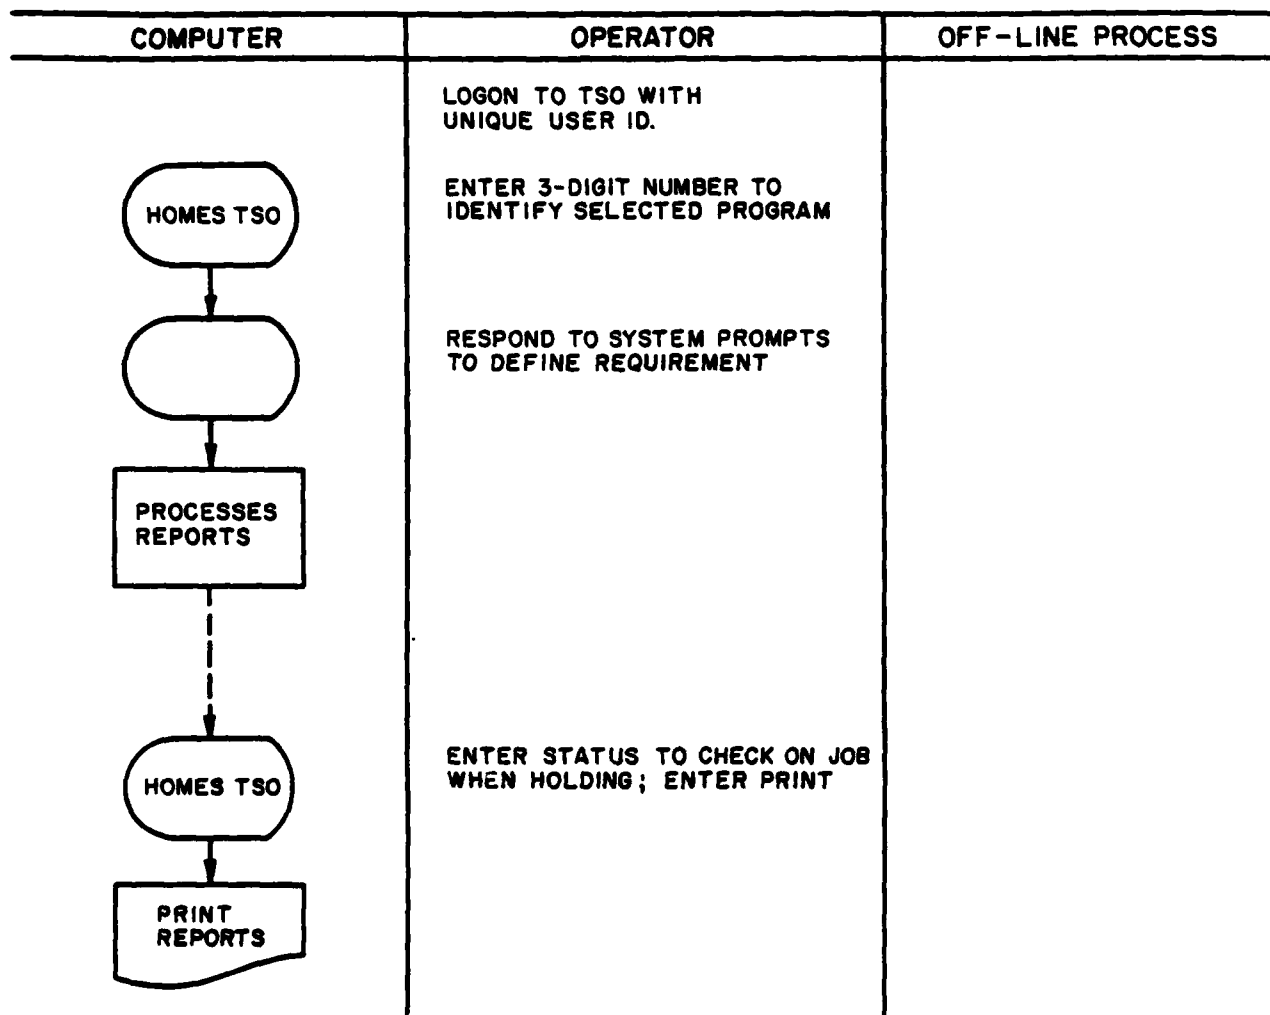 COMPUTER
OPERATOR
OFF-LINE PROCESS
LOGON TO TSO WITH
UNIQUE USER ID.
HOMES TSO
ENTER 3-DIGIT NUMBER TO
IDENTIFY SELECTED PROGRAM
RESPOND TO SYSTEM PROMPTS
TO DEFINE REQUIREMENT
PROCESSES
REPORTS
HOMES TSO
ENTER STATUS TO CHECK ON JOB
WHEN HOLDING; ENTER PRINT
PRINT
REPORTS